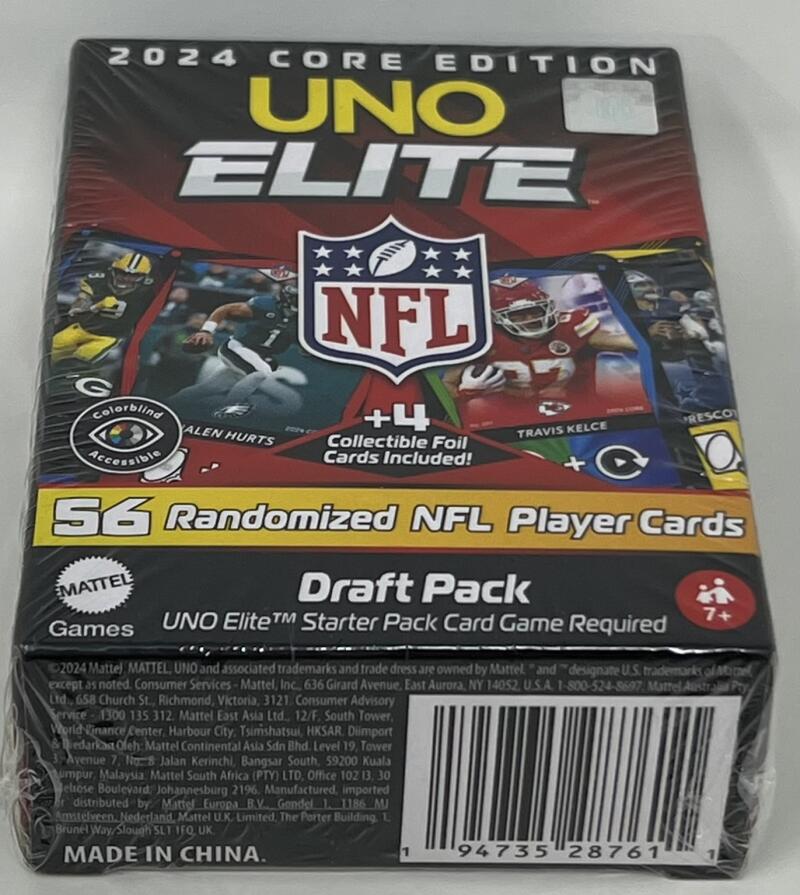 2024 CORE EDITION
UNO
ELITE™
NFL
1
87
ALEN HURTS
TRAVIS KELCE
RESCO
Colorblind
Accessible
+4
Collectible Foil
Cards Included!
56 Randomized NFL Player Cards
MATTEL
Games
Draft Pack
UNO Elite™ Starter Pack Card Game Required
7+
©2024 Mattel. MATTEL, UNO and associated trademarks and trade dress are owned by Mattel. ® and ™ designate U.S. trademarks of Mattel,
except as noted. Consumer Services - Mattel, Inc., 636 Girard Avenue, East Aurora, NY 14052, U.S.A. 1-800-524-8697. Mattel Australia Pty.
Ltd., 658 Church St., Richmond, Victoria, 3121. Consumer Advisory
Service - 1300 135 312. Mattel East Asia Ltd., 12/F, South Tower,
World Finance Center, Harbour City, Tsimshatsui, HKSAR. Diimport
& Diedarkan Oleh: Mattel Continental Asia Sdn Bhd. Level 19, Tower
3, Avenue 7, No. 8 Jalan Kerinchi, Bangsar South, 59200 Kuala
Lumpur, Malaysia. Mattel South Africa (PTY) LTD, Office 102 I3, 30
Melrose Boulevard, Johannesburg 2196. Manufactured, imported
or distributed by: Mattel Europa B.V., Gondel 1, 1186 MJ
Amstelveen, Nederland. Mattel U.K. Limited, The Porter Building, 1,
Brunel Way, Slough SL1 1FQ, UK.
MADE IN CHINA.
1 94735 28761 1